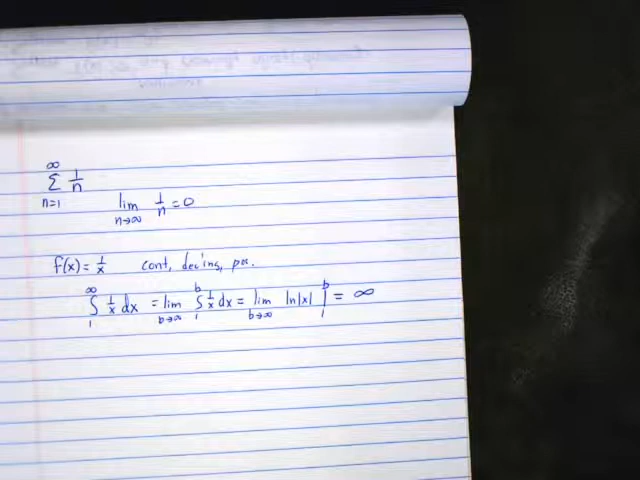 ∞
Σ 1/n
n=1
lim 1/n = 0
n→∞
f(x) = 1/x cont, decing, pos.
∫₁^∞ 1/x dx = lim b→∞ ∫₁^b 1/x dx = lim b→∞ ln|x| |₁^b = ∞